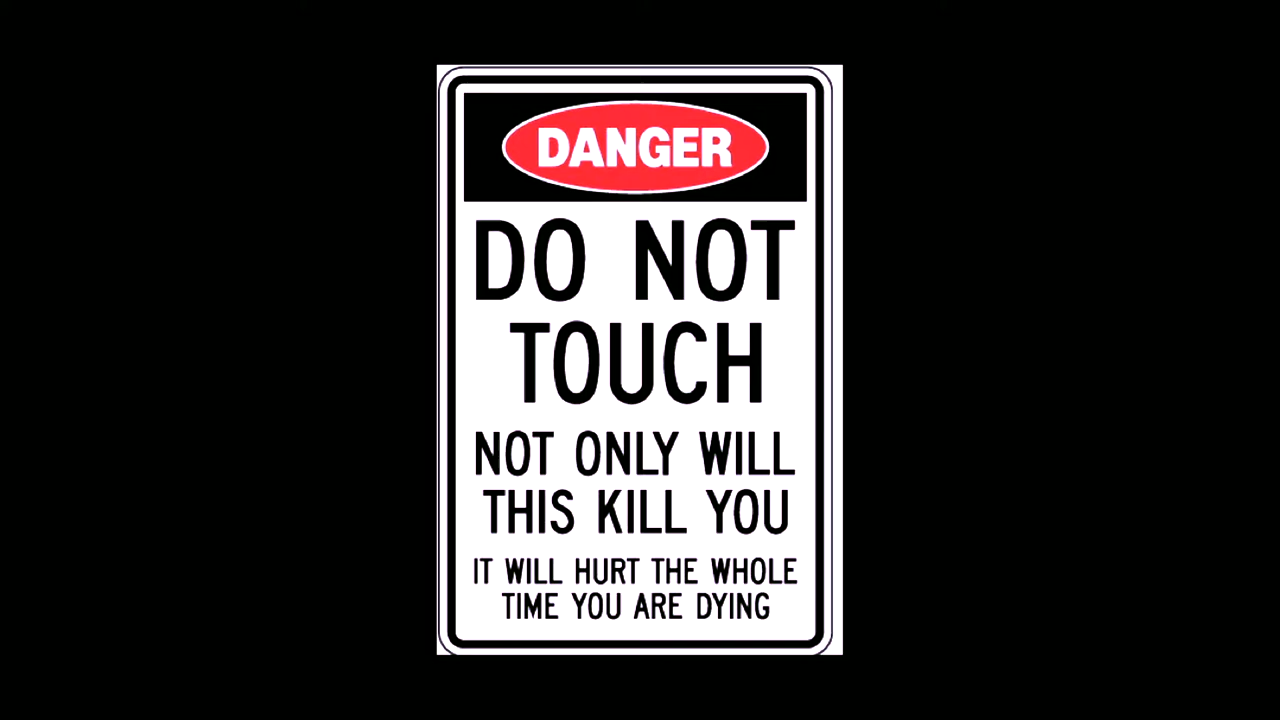 DANGER
DO NOT
TOUCH
NOT ONLY WILL
THIS KILL YOU
IT WILL HURT THE WHOLE
TIME YOU ARE DYING